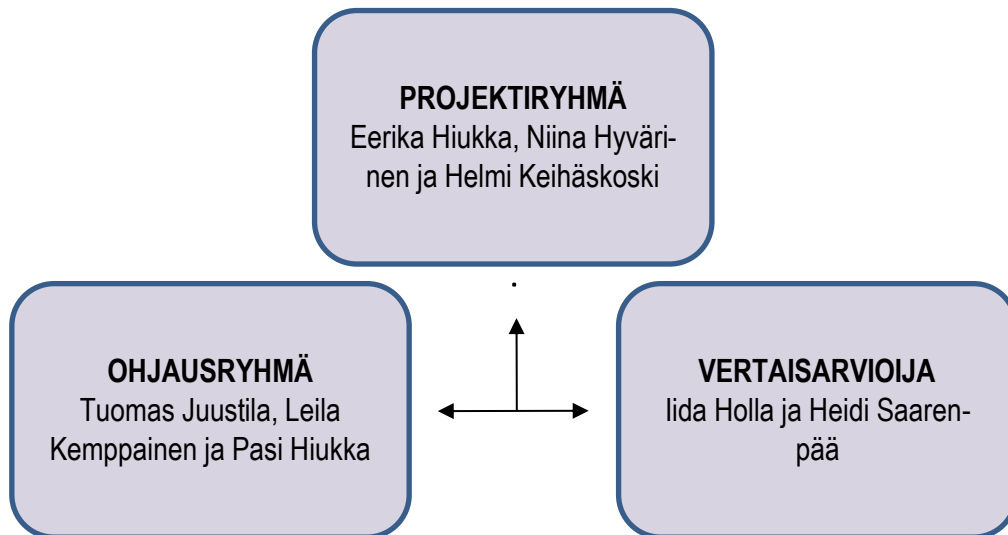 PROJEKTIRYHMÄ
Eerika Hiukka, Niina Hyväri-
nen ja Helmi Keihäskoski
.
OHJAUSRYHMÄ
Tuomas Juustila, Leila
Kemppainen ja Pasi Hiukka
VERTAISARVIOIJA
Iida Holla ja Heidi Saaren-
pää